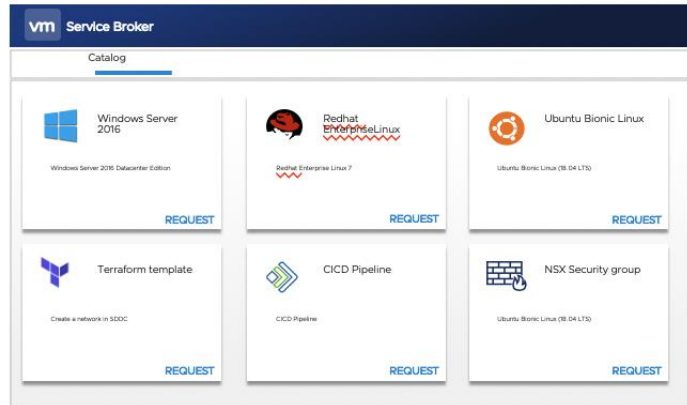 vm Service Broker
Catalog
Windows Server
2016
Windows Server 2016 Datacenter Edition
REQUEST
Redhat
EnterpriseLinux
Redhat Enterprise Linux 7
REQUEST
Ubuntu Bionic Linux
Ubuntu Bionic Linux (18.04 LTS)
REQUEST
Terraform template
Create a network in SDDC
REQUEST
CICD Pipeline
CICD Pipeline
REQUEST
NSX Security group
Ubuntu Bionic Linux (18.04 LTS)
REQUEST